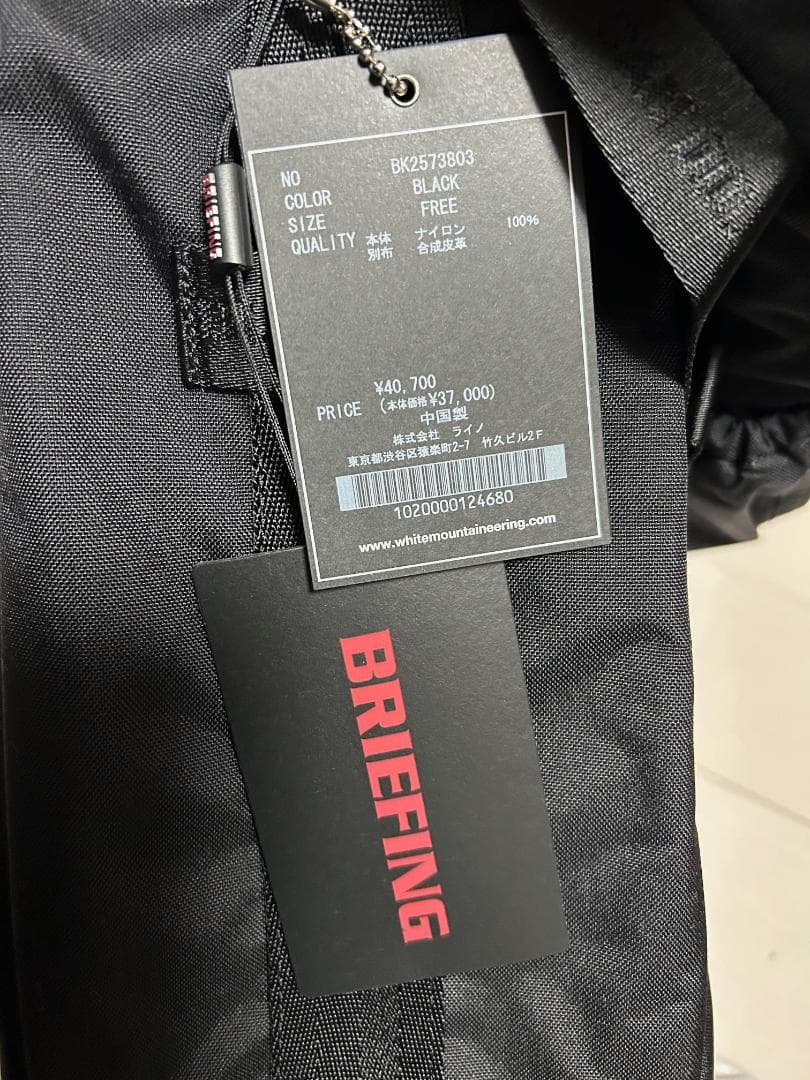 NO BK2573803
COLOR BLACK
SIZE FREE
QUALITY 本体 ナイロン 100%
別布 合成皮革
¥40,700
PRICE (本体価格¥37,000)
中国製
株式会社 ライノ
東京都渋谷区猿楽町2-7 竹久ビル2F
1020000124680
www.whitemountaineering.com
BRIEFING
BRIEFING